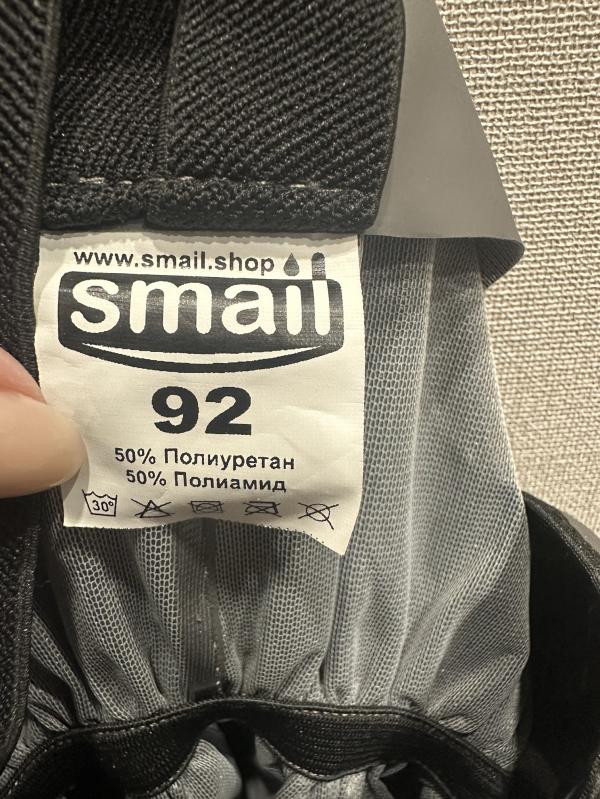 www.smail.shop
smail
92
50% Полиуретан
50% Полиамид
30°